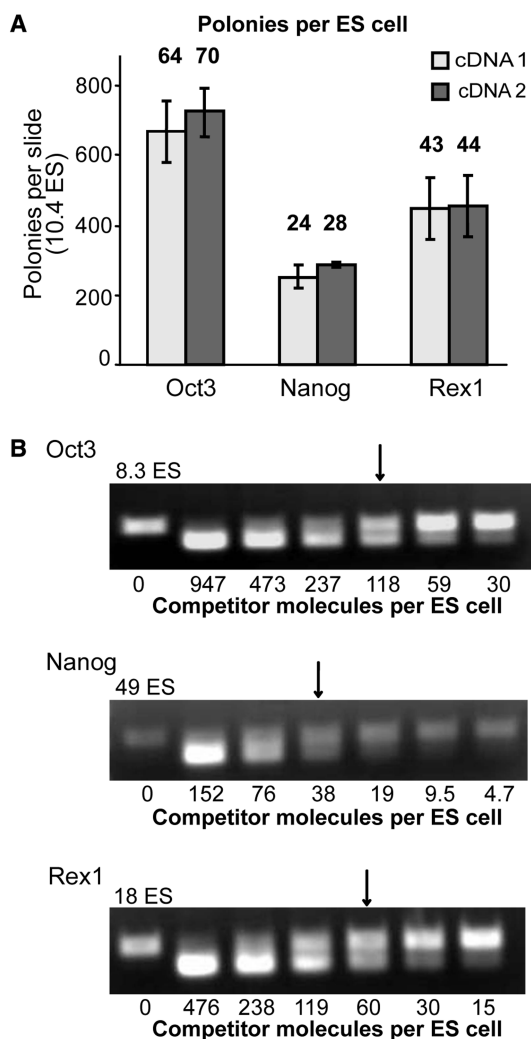 A
Polonies per ES cell
cDNA 1
cDNA 2
Polonies per slide
(10.4 ES)
800
600
400
200
0
64 70
24 28
43 44
Oct3 Nanog Rex1
B
Oct3
8.3 ES
0 947 473 237 118 59 30
Competitor molecules per ES cell
Nanog
49 ES
0 152 76 38 19 9.5 4.7
Competitor molecules per ES cell
Rex1
18 ES
0 476 238 119 60 30 15
Competitor molecules per ES cell